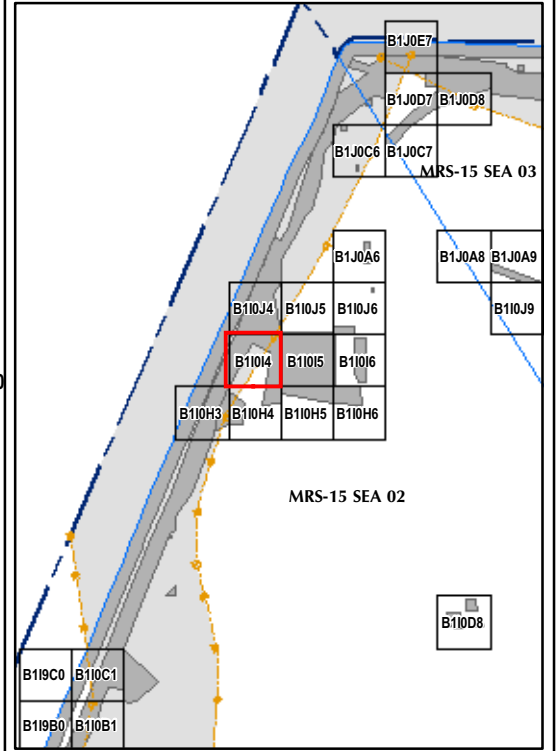 B1J0E7
B1J0D7 B1J0D8
B1J0C6 B1J0C7
MRS-15 SEA 03
B1J0A6 B1J0A8 B1J0A9
B1I0J4 B1I0J5 B1I0J6 B1I0J9
B1I0I4 B1I0I5 B1I0I6
B1I0H3 B1I0H4 B1I0H5 B1I0H6
MRS-15 SEA 02
B1I0D8
B1I9C0 B1I0C1
B1I9B0 B1I0B1